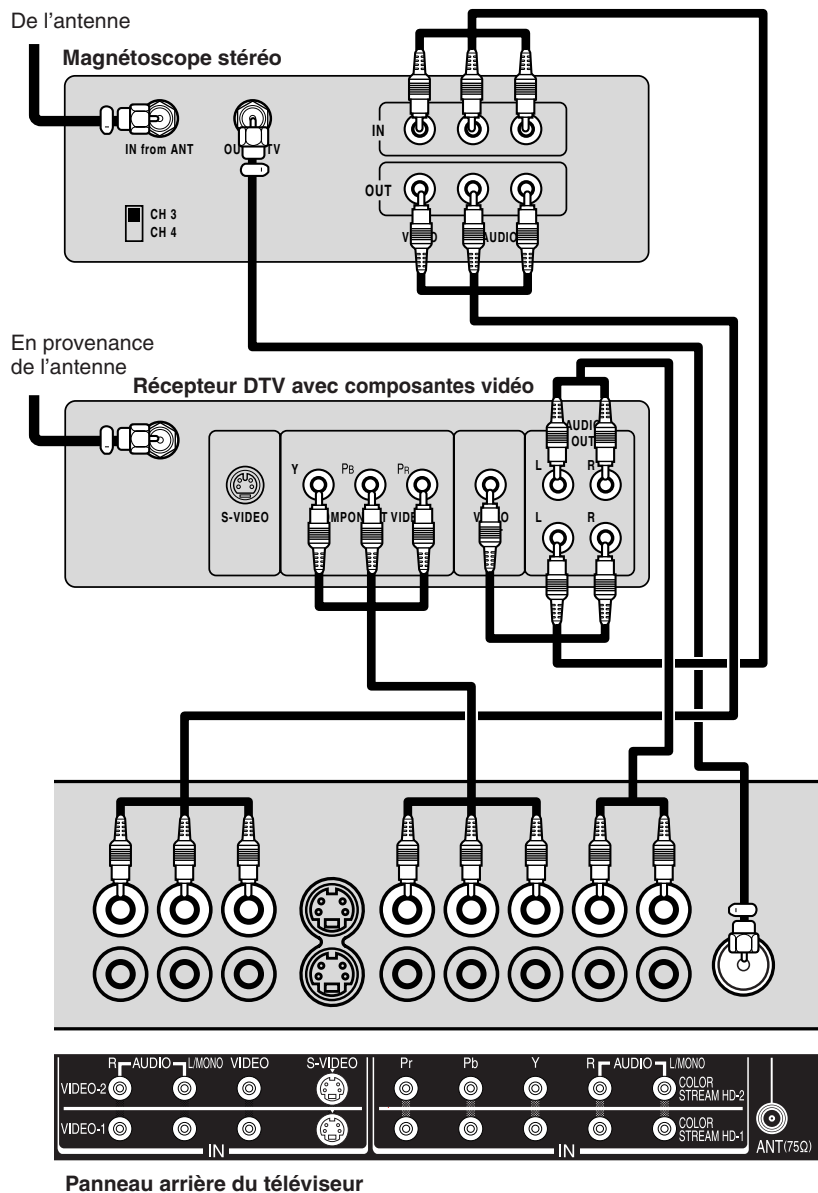 De l'antenne
Magnétoscope stéréo
IN from ANT
IN
OUT
CH 3
CH 4
En provenance
de l'antenne
Récepteur DTV avec composantes vidéo
AUDIO
OUT
L R
Y PB PR
S-VIDEO
L R
R AUDIO L/MONO VIDEO S-VIDEO Pr Pb Y R AUDIO L/MONO
VIDEO-2 COLOR
STREAM HD-2
VIDEO-1 COLOR
STREAM HD-1
IN IN ANT(75Ω)
Panneau arrière du téléviseur